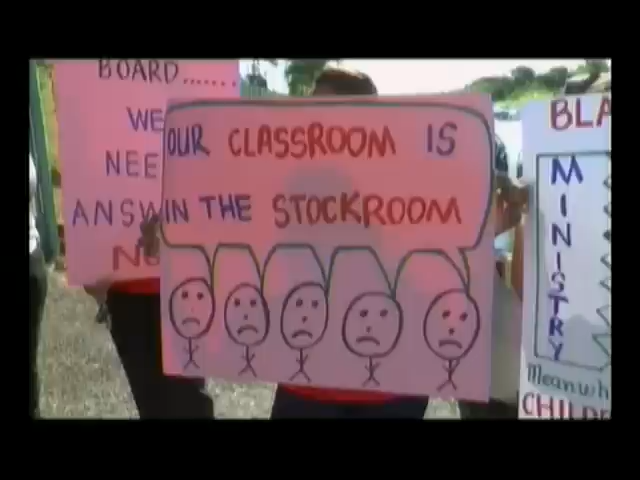 BOARD.......
WE
NEE
ANSW
N
OUR CLASSROOM IS
IN THE STOCKROOM
BLA
MINISTRY
Meanwh
CHILD